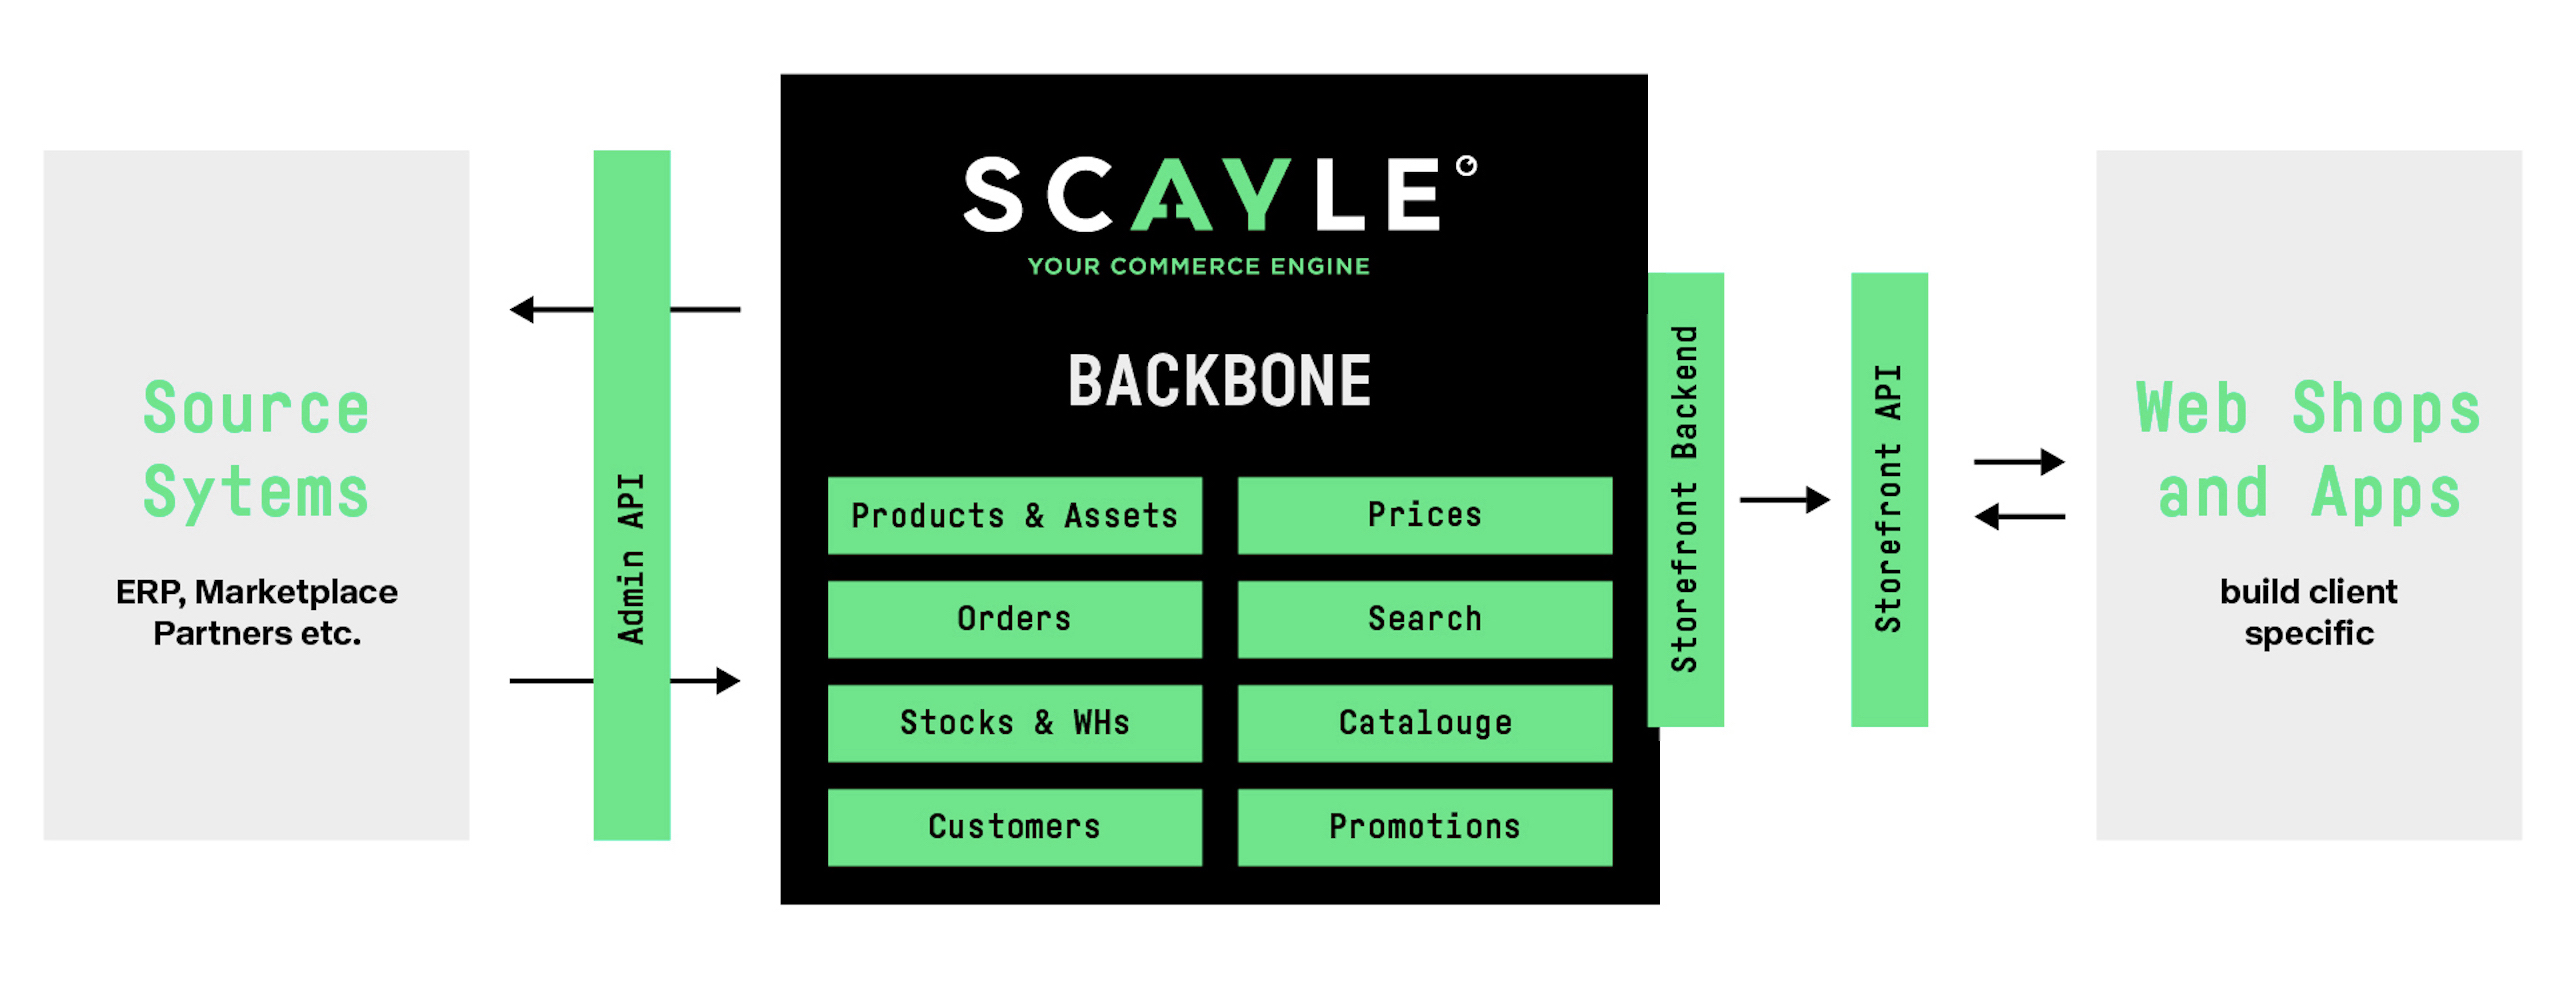 Source
Sytems
ERP, Marketplace
Partners etc.
Admin API
SCAYLE
YOUR COMMERCE ENGINE
BACKBONE
Products & Assets
Prices
Orders
Search
Stocks & WHs
Catalouge
Customers
Promotions
Storefront Backend
Storefront API
Web Shops
and Apps
build client
specific